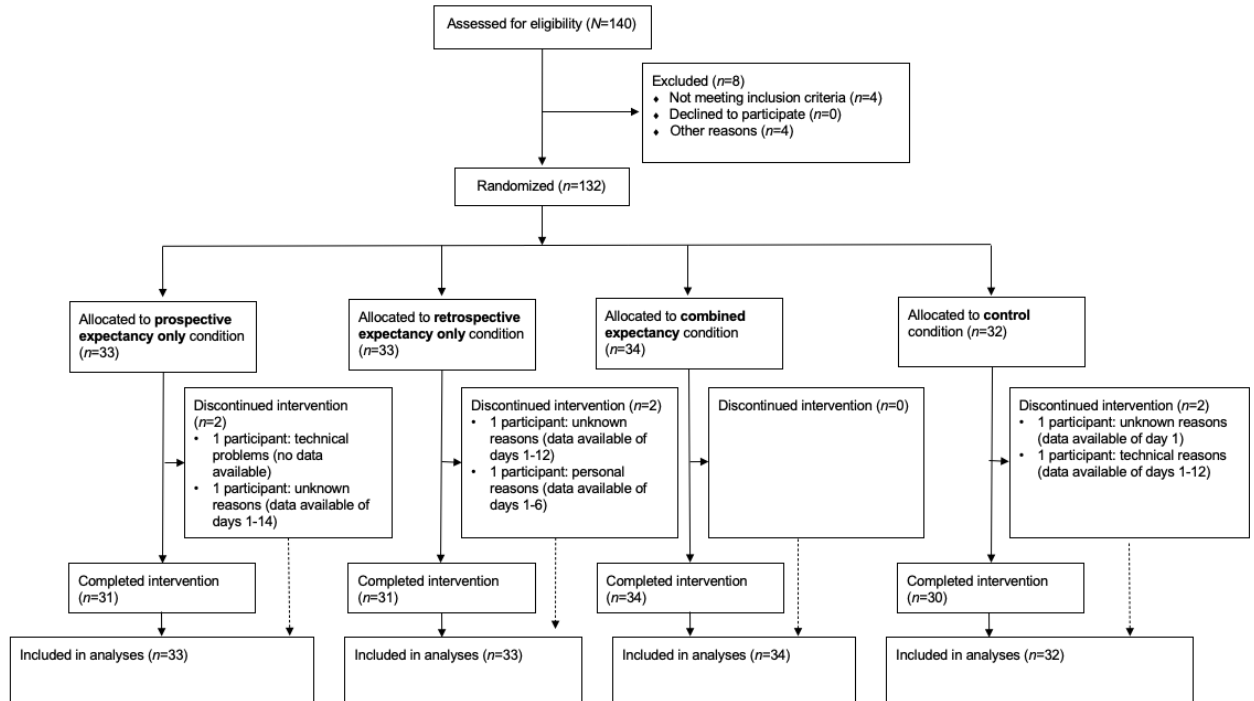 Assessed for eligibility (N=140)
Excluded (n=8)
⬧ Not meeting inclusion criteria (n=4)
⬧ Declined to participate (n=0)
⬧ Other reasons (n=4)
Randomized (n=132)
Allocated to prospective
expectancy only condition
(n=33)
Allocated to retrospective
expectancy only condition
(n=33)
Allocated to combined
expectancy condition
(n=34)
Allocated to control
condition (n=32)
Discontinued intervention
(n=2)
• 1 participant: technical
problems (no data
available)
• 1 participant: unknown
reasons (data available of
days 1-14)
Discontinued intervention (n=2)
• 1 participant: unknown
reasons (data available of
days 1-12)
• 1 participant: personal
reasons (data available of
days 1-6)
Discontinued intervention (n=0)
Discontinued intervention (n=2)
• 1 participant: unknown reasons
(data available of day 1)
• 1 participant: technical reasons
(data available of days 1-12)
Completed intervention
(n=31)
Completed intervention
(n=31)
Completed intervention
(n=34)
Completed intervention
(n=30)
Included in analyses (n=33)
Included in analyses (n=33)
Included in analyses (n=34)
Included in analyses (n=32)